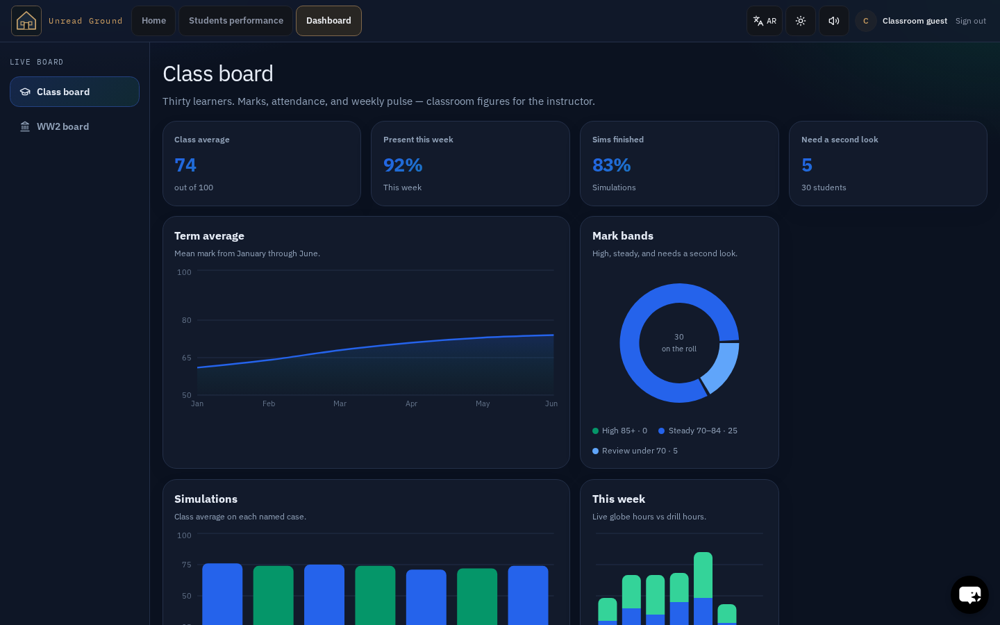 Unread Ground
Home
Students performance
Dashboard
AR
C
Classroom guest
Sign out
LIVE BOARD
Class board
WW2 board
Class board
Thirty learners. Marks, attendance, and weekly pulse — classroom figures for the instructor.
Class average
74
out of 100
Present this week
92%
This week
Sims finished
83%
Simulations
Need a second look
5
30 students
Term average
Mean mark from January through June.
100
80
65
50
Jan
Feb
Mar
Apr
May
Jun
Mark bands
High, steady, and needs a second look.
30
on the roll
High 85+ · 0
Steady 70–84 · 25
Review under 70 · 5
Simulations
Class average on each named case.
100
75
50
This week
Live globe hours vs drill hours.